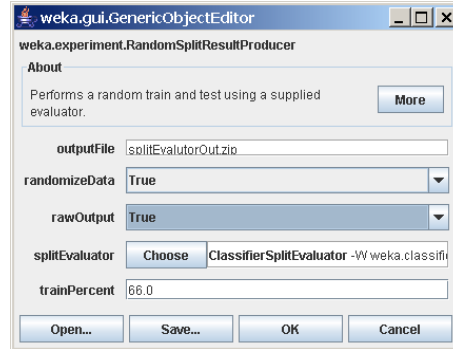 weka.gui.GenericObjectEditor
weka.experiment.RandomSplitResultProducer
About
Performs a random train and test using a supplied
evaluator.
More
outputFile splitEvalutorOut.zip
randomizeData True
rawOutput True
splitEvaluator Choose ClassifierSplitEvaluator -W weka.classifi
trainPercent 66.0
Open... Save... OK Cancel